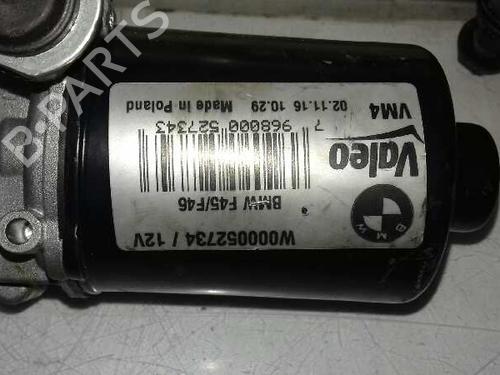 W000052734 / 12V
BMW F45/F46
7 968000 527343
02.11.16 10.29
Made in Poland
Valeo
VM4
BMW
B-PARTS